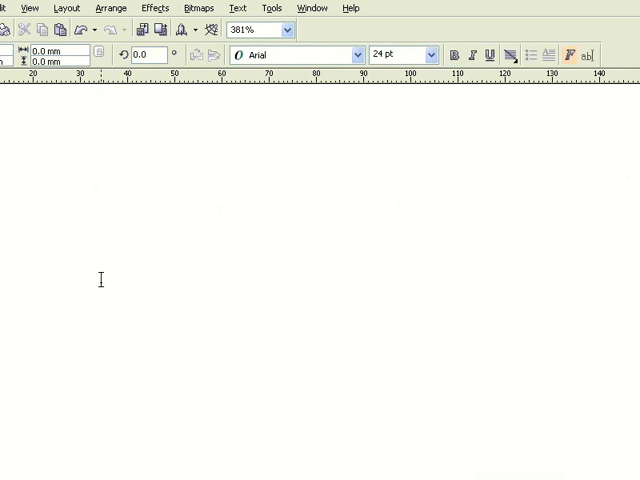 View Layout Arrange Effects Bitmaps Text Tools Window Help
381%
0.0 mm
0.0 mm
0.0 ° O Arial 24 pt B I U F ab
20 30 40 50 60 70 80 90 100 110 120 130 140